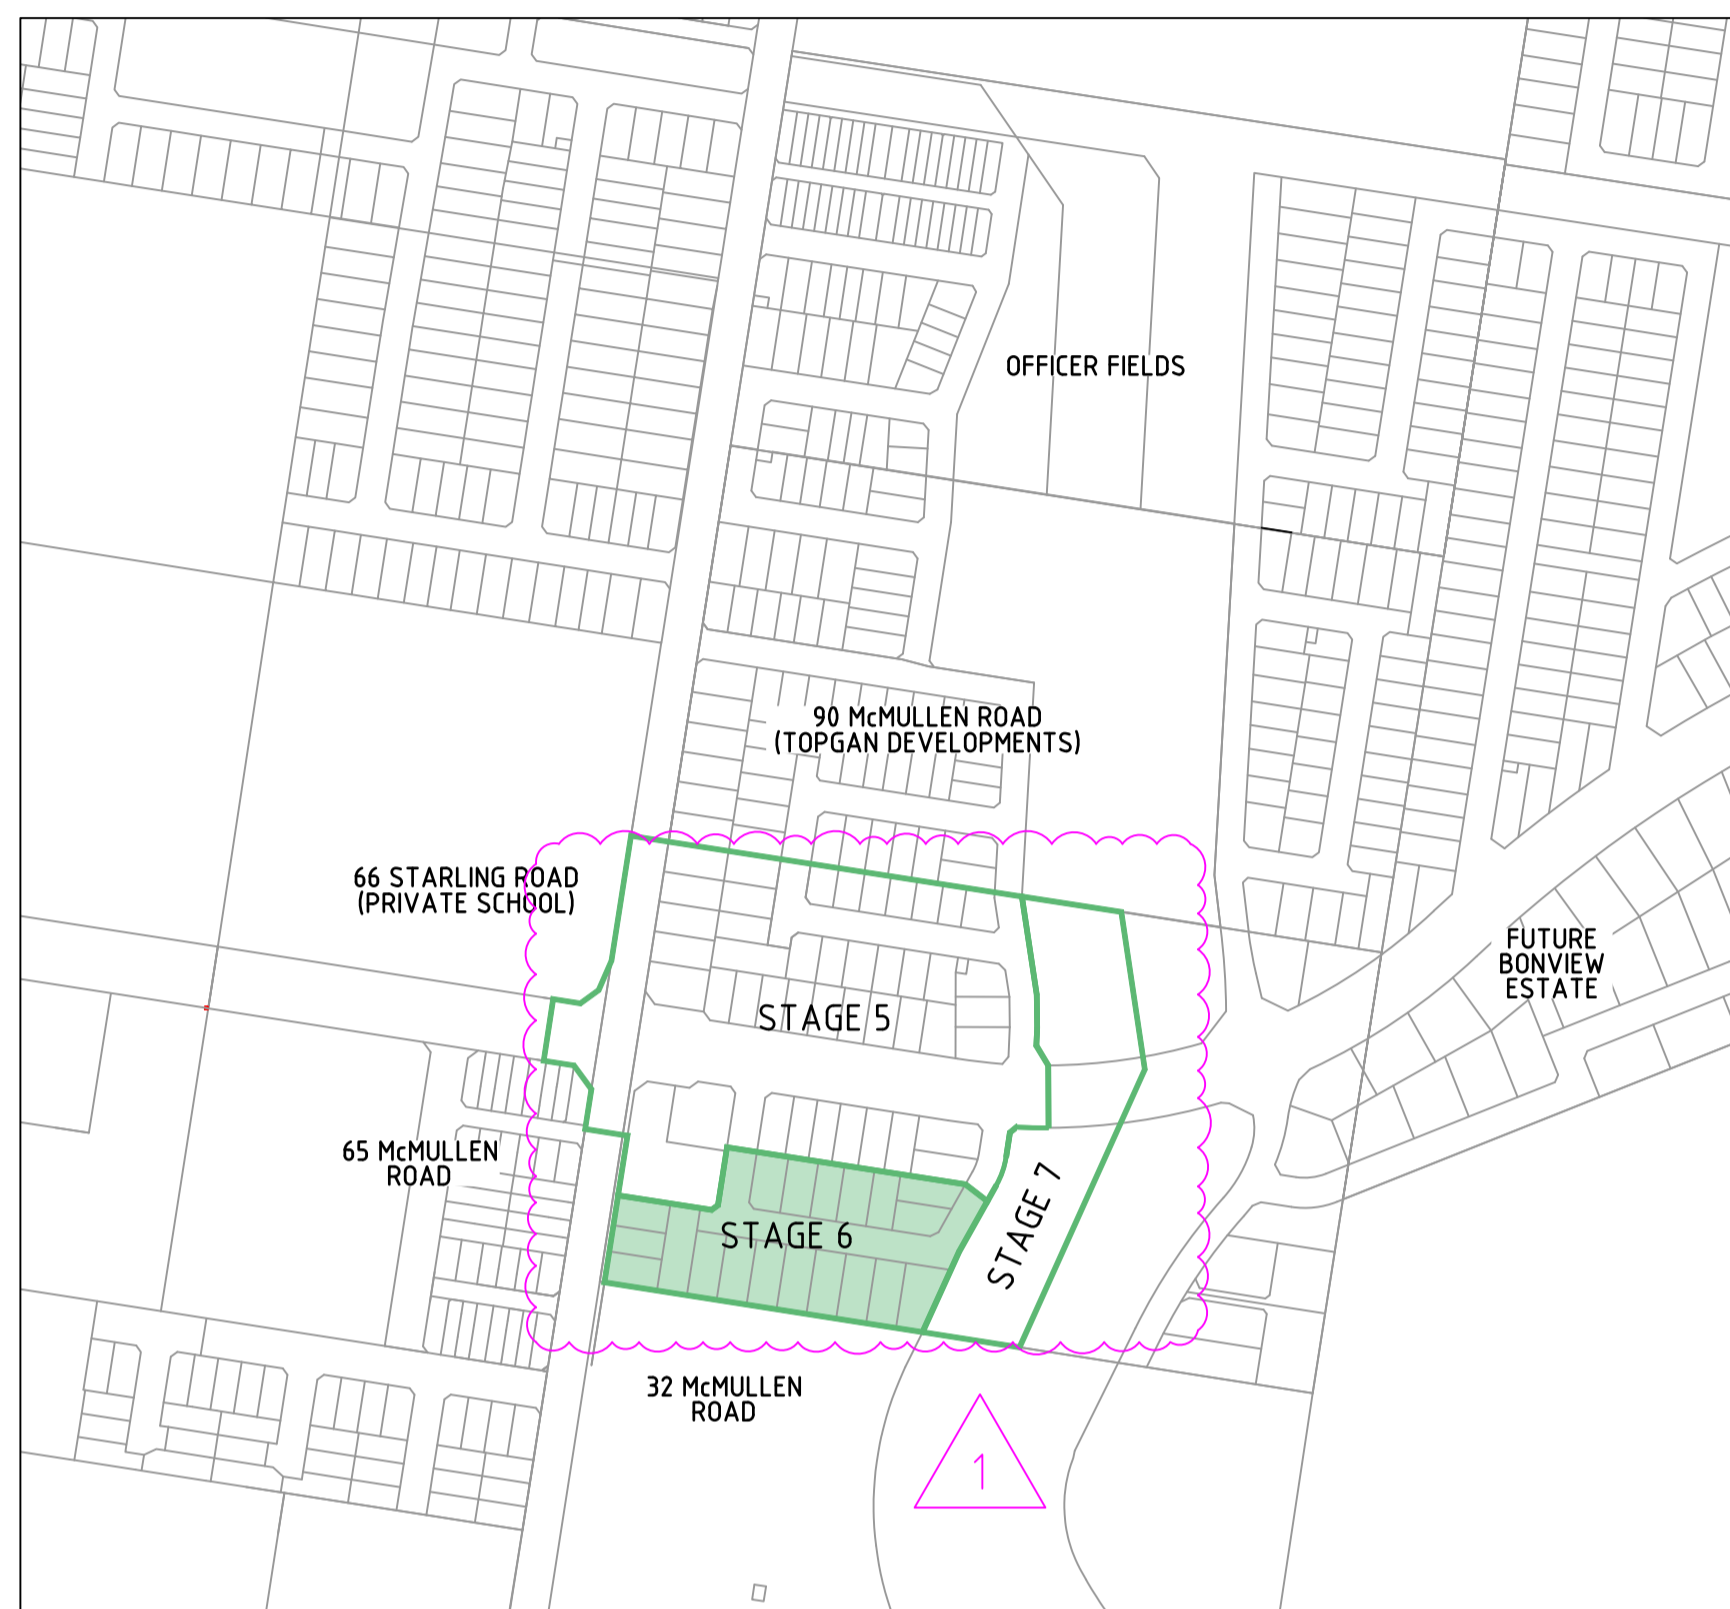 OFFICER FIELDS
90 McMULLEN ROAD
(TOPGAN DEVELOPMENTS)
66 STARLING ROAD
(PRIVATE SCHOOL)
FUTURE
BONVIEW
ESTATE
STAGE 5
65 McMULLEN
ROAD
STAGE 7
STAGE 6
32 McMULLEN
ROAD
1